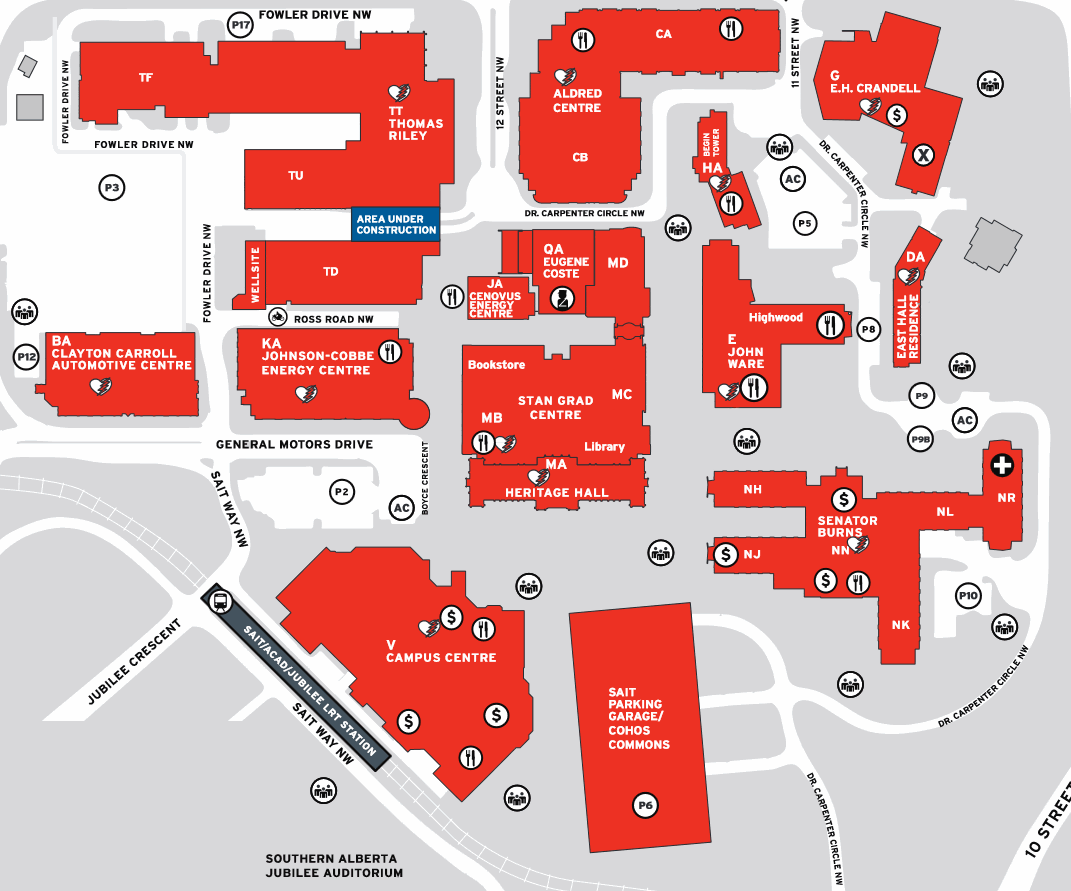 FOWLER DRIVE NW
P17
CA
11 STREET NW
TF
FOWLER DRIVE NW
TT
THOMAS
RILEY
12 STREET NW
ALDRED
CENTRE
CB
G
E.H. CRANDELL
$
X
FOWLER DRIVE NW
BEGIN
TOWER
HA
DR. CARPENTER CIRCLE NW
AC
P5
P3
TU
AREA UNDER
CONSTRUCTION
DR. CARPENTER CIRCLE NW
FOWLER DRIVE NW
WELLSITE
TD
QA
EUGENE
COSTE
MD
JA
CENOVUS
ENERGY
CENTRE
DA
EAST HALL
RESIDENCE
ROSS ROAD NW
Highwood
P8
P12
BA
CLAYTON CARROLL
AUTOMOTIVE CENTRE
KA
JOHNSON-COBBE
ENERGY CENTRE
E
JOHN
WARE
Bookstore
STAN GRAD
CENTRE
MC
MB
Library
P9
AC
P9B
GENERAL MOTORS DRIVE
BOYCE CRESCENT
MA
HERITAGE HALL
SAIT WAY NW
P2
AC
NH
$
SENATOR
BURNS
NN
NL
NR
$
NJ
$
NK
P10
JUBILEE CRESCENT
SAIT/ACAD/JUBILEE LRT STATION
SAIT WAY NW
$
V
CAMPUS CENTRE
$
$
SAIT
PARKING
GARAGE/
COHOS
COMMONS
P6
DR. CARPENTER CIRCLE NW
DR. CARPENTER CIRCLE NW
10 STREET
SOUTHERN ALBERTA
JUBILEE AUDITORIUM